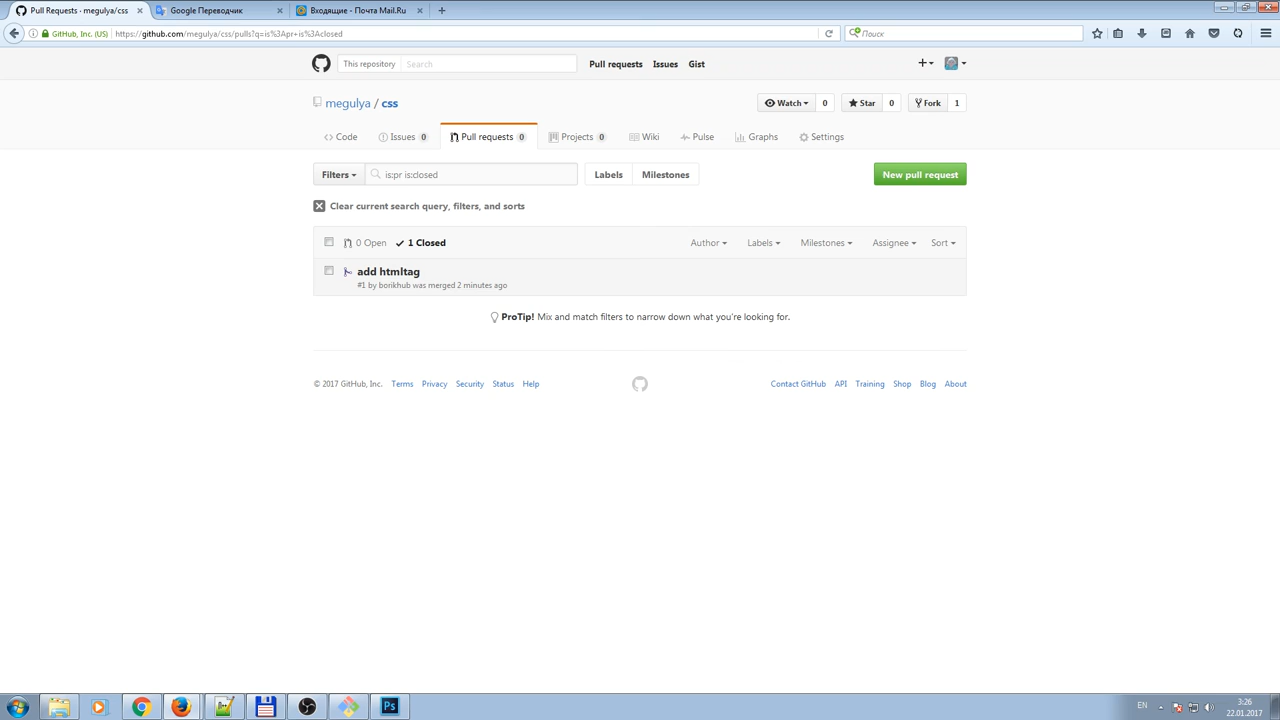 Pull Requests · megulya/css
Google Переводчик
Входящие - Почта Mail.Ru
GitHub, Inc. (US)
https://github.com/megulya/css/pulls?q=is%3Apr+is%3Aclosed
Поиск
This repository
Search
Pull requests
Issues
Gist
megulya / css
Watch 0
Star 0
Fork 1
Code
Issues 0
Pull requests 0
Projects 0
Wiki
Pulse
Graphs
Settings
Filters
is:pr is:closed
Labels
Milestones
New pull request
Clear current search query, filters, and sorts
0 Open
1 Closed
Author
Labels
Milestones
Assignee
Sort
add htmltag
#1 by borikhub was merged 2 minutes ago
ProTip! Mix and match filters to narrow down what you're looking for.
© 2017 GitHub, Inc.
Terms
Privacy
Security
Status
Help
Contact GitHub
API
Training
Shop
Blog
About
Ps
EN
3:26
22.01.2017